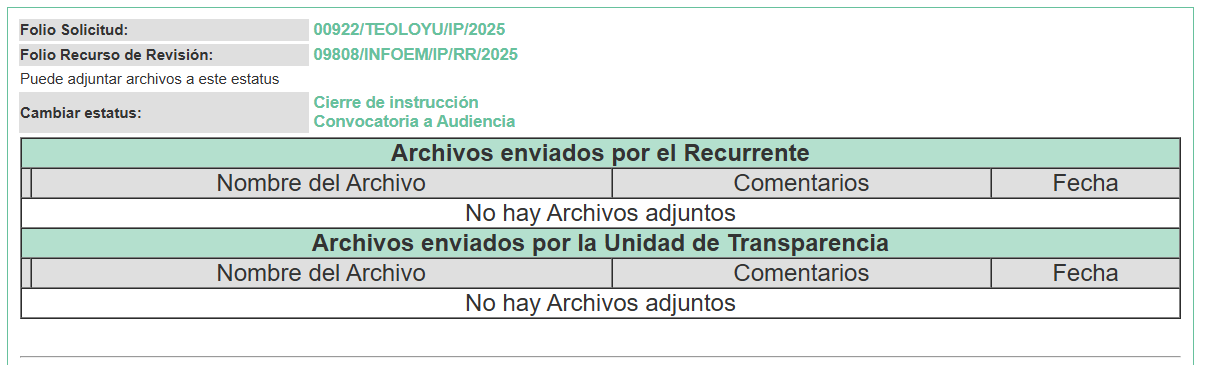 Folio Solicitud: 00922/TEOLOYU/IP/2025
Folio Recurso de Revisión: 09808/INFOEM/IP/RR/2025
Puede adjuntar archivos a este estatus
Cambiar estatus: Cierre de instrucción
Convocatoria a Audiencia
Archivos enviados por el Recurrente
Nombre del Archivo Comentarios Fecha
No hay Archivos adjuntos
Archivos enviados por la Unidad de Transparencia
Nombre del Archivo Comentarios Fecha
No hay Archivos adjuntos